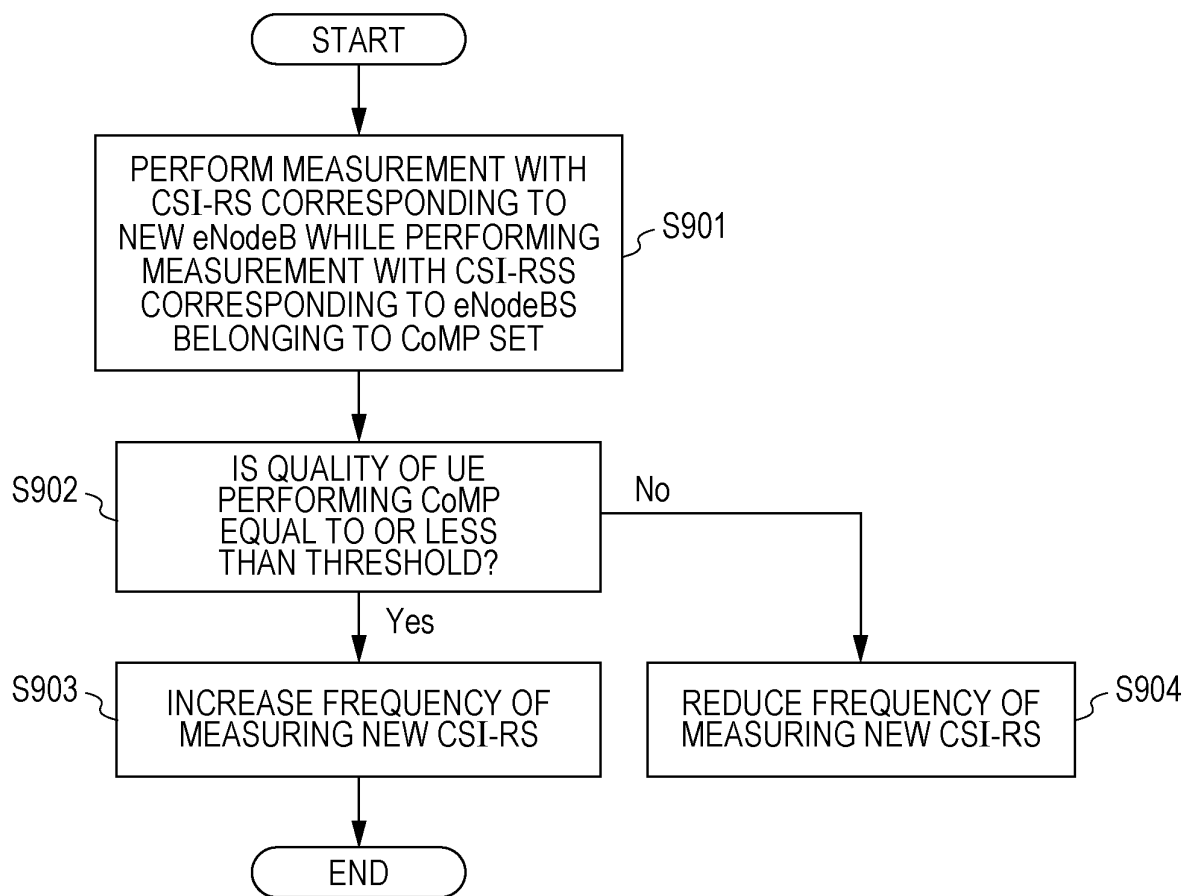 START
PERFORM MEASUREMENT WITH
CSI-RS CORRESPONDING TO
NEW eNodeB WHILE PERFORMING
MEASUREMENT WITH CSI-RSS
CORRESPONDING TO eNodeBS
BELONGING TO CoMP SET
S901
IS QUALITY OF UE
PERFORMING CoMP
EQUAL TO OR LESS
THAN THRESHOLD?
S902
No
Yes
S903
INCREASE FREQUENCY OF
MEASURING NEW CSI-RS
REDUCE FREQUENCY OF
MEASURING NEW CSI-RS
S904
END